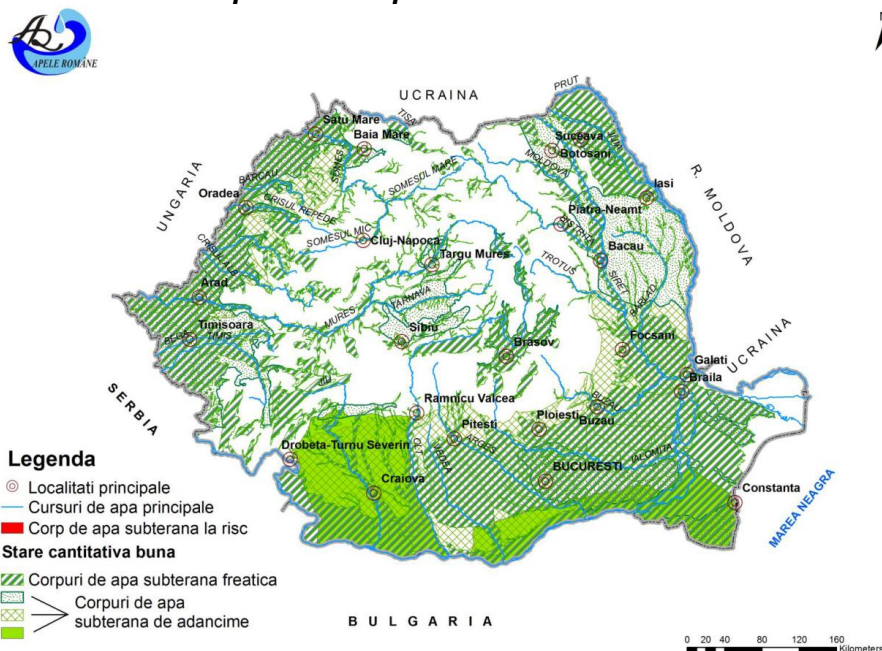 APELE ROMÂNE
UCRAINA
PRUT
TISA
Satu Mare
Baia Mare
Suceava
Botosani
JIJIA
SOMES
MOLDOVA
UNGARIA
BARCAU
SOMESUL MARE
Iasi
R. MOLDOVA
Oradea
CRISUL REPEDE
Piatra-Neamt
BISTRITA
SOMESUL MIC
Cluj-Napoca
Bacau
CRISUL ALB
Targu Mures
TROTUS
SIRET
BARLAD
Arad
TARNAVA
MURES
Timisoara
BEGA
TIMIS
Sibiu
Brasov
Focsani
UCRAINA
Galati
Braila
SERBIA
JIU
Ramnicu Valcea
BUZAU
Pitesti
Ploiesti
Buzau
Drobeta-Turnu Severin
OLT
VEDEA
ARGES
IALOMITA
BUCURESTI
Craiova
Constanta
MAREA NEAGRA
BULGARIA
Legenda
Localitati principale
Cursuri de apa principale
Corp de apa subterana la risc
Stare cantitativa buna
Corpuri de apa subterana freatica
Corpuri de apa
subterana de adancime
0 20 40 80 120 160
Kilometers